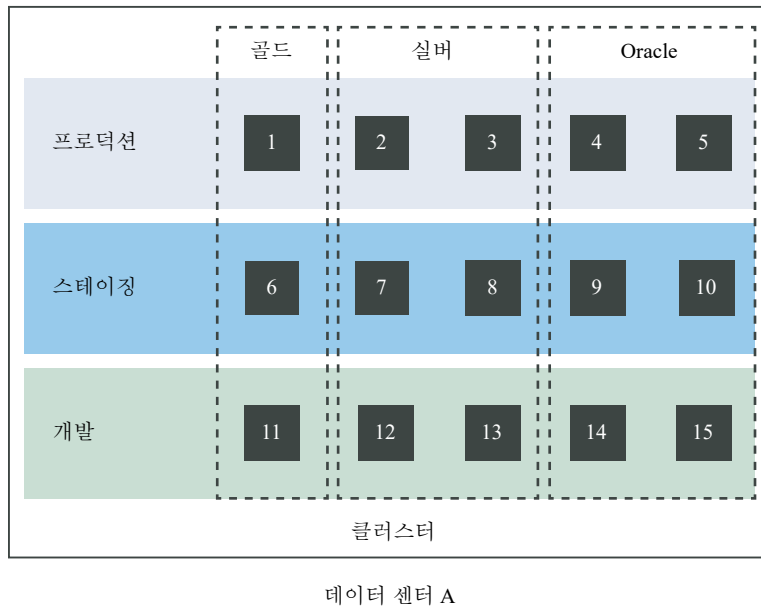 골드 실버 Oracle
프로덕션 1 2 3 4 5
스테이징 6 7 8 9 10
개발 11 12 13 14 15
클러스터
데이터 센터 A